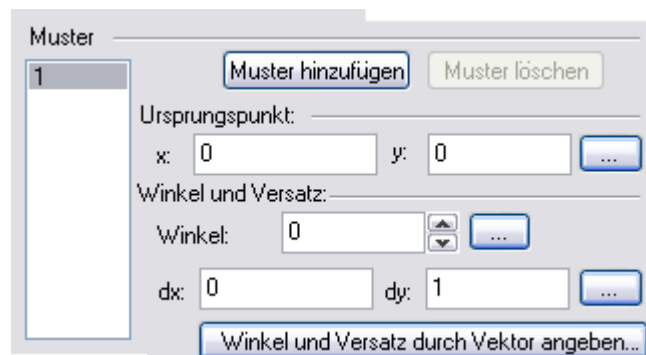 Muster
1
Muster hinzufügen Muster löschen
Ursprungspunkt:
x: 0 y: 0 ...
Winkel und Versatz:
Winkel: 0 ...
dx: 0 dy: 1 ...
Winkel und Versatz durch Vektor angeben...